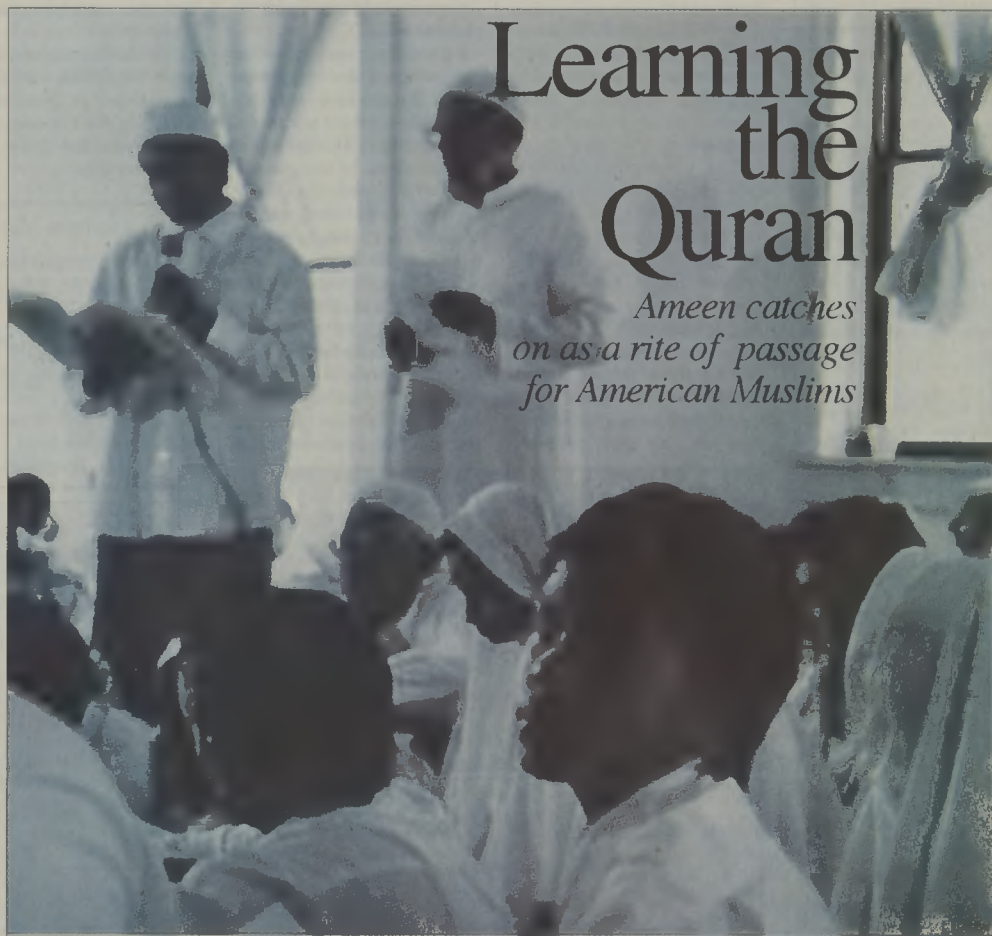 Learning
the
Quran
Ameen catches
on as a rite of passage
for American Muslims